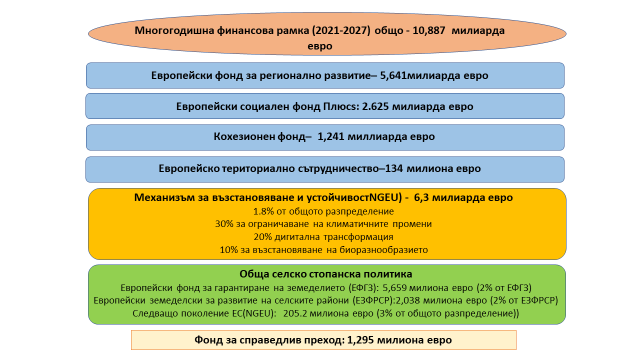 Многогодишна финансова рамка (2021-2027) общо - 10,887 милиарда
евро
Европейски фонд за регионално развитие– 5,641милиарда евро
Европейски социален фонд Плюсs: 2.625 милиарда евро
Кохезионен фонд– 1,241 миллиарда евро
Европейско териториално сътрудничество–134 милиона евро
Механизъм за възстановяване и устойчивостNGEU) - 6,3 милиарда евро
1.8% от общото разпределение
30% за ограничаване на климатичните промени
20% дигитална трансформация
10% за възстановяване на биоразнообразието
Обща селско стопанска политика
Европейски фонд за гарантиране на земеделието (ЕФГЗ): 5,659 милиона евро (2% от ЕФГЗ)
Европейски земеделски за развитие на селските райони (ЕЗФРСР):2,038 милиона евро (2% от ЕЗФРСР)
Следващо поколение ЕС(NGEU): 205.2 милиона евро (3% от общото разпределение))
Фонд за справедлив преход: 1,295 милиона евро